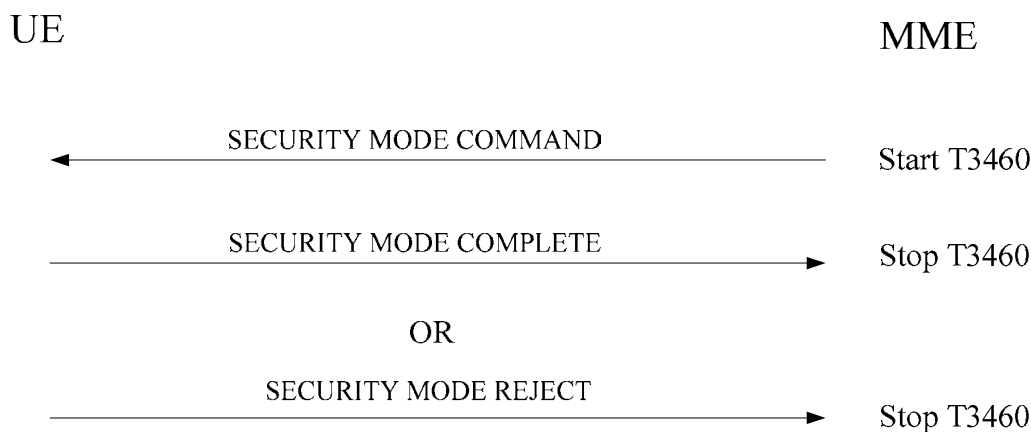 UE
MME
SECURITY MODE COMMAND
Start T3460
SECURITY MODE COMPLETE
Stop T3460
OR
SECURITY MODE REJECT
Stop T3460